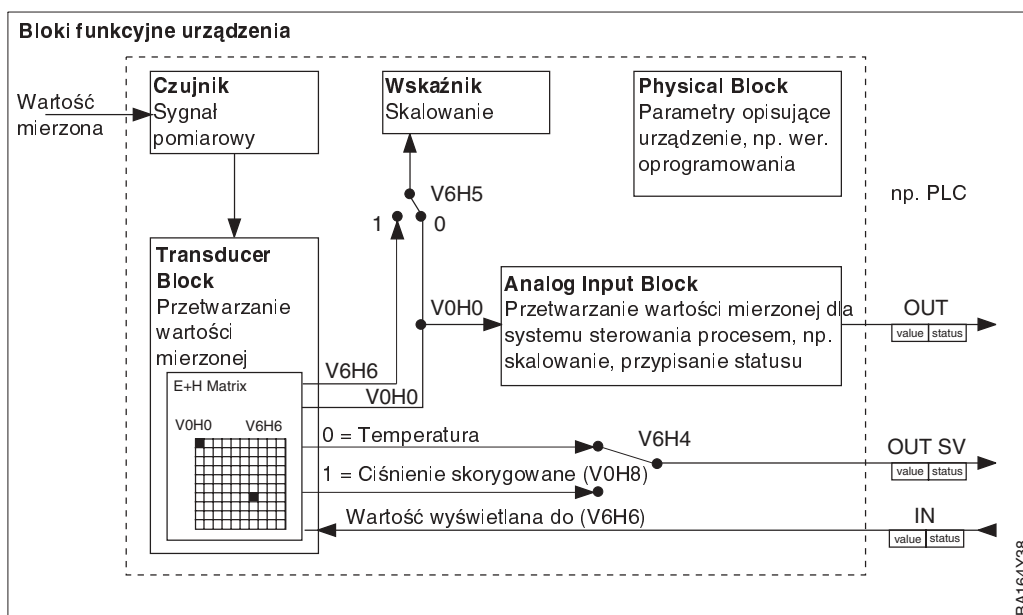 Bloki funkcyjne urządzenia
Wartość
mierzona
Czujnik
Sygnał
pomiarowy
Wskaźnik
Skalowanie
Physical Block
Parametry opisujące
urządzenie, np. wer.
oprogramowania
np. PLC
V6H5
1
0
Transducer
Block
Przetwarzanie
wartości
mierzonej
V0H0
Analog Input Block
Przetwarzanie wartości mierzonej dla
systemu sterowania procesem, np.
skalowanie, przypisanie statusu
OUT
value status
V6H6
V0H0
E+H Matrix
V0H0 V6H6
0 = Temperatura
V6H4
OUT SV
value status
1 = Ciśnienie skorygowane (V0H8)
Wartość wyświetlana do (V6H6)
IN
value status
BA164Y38